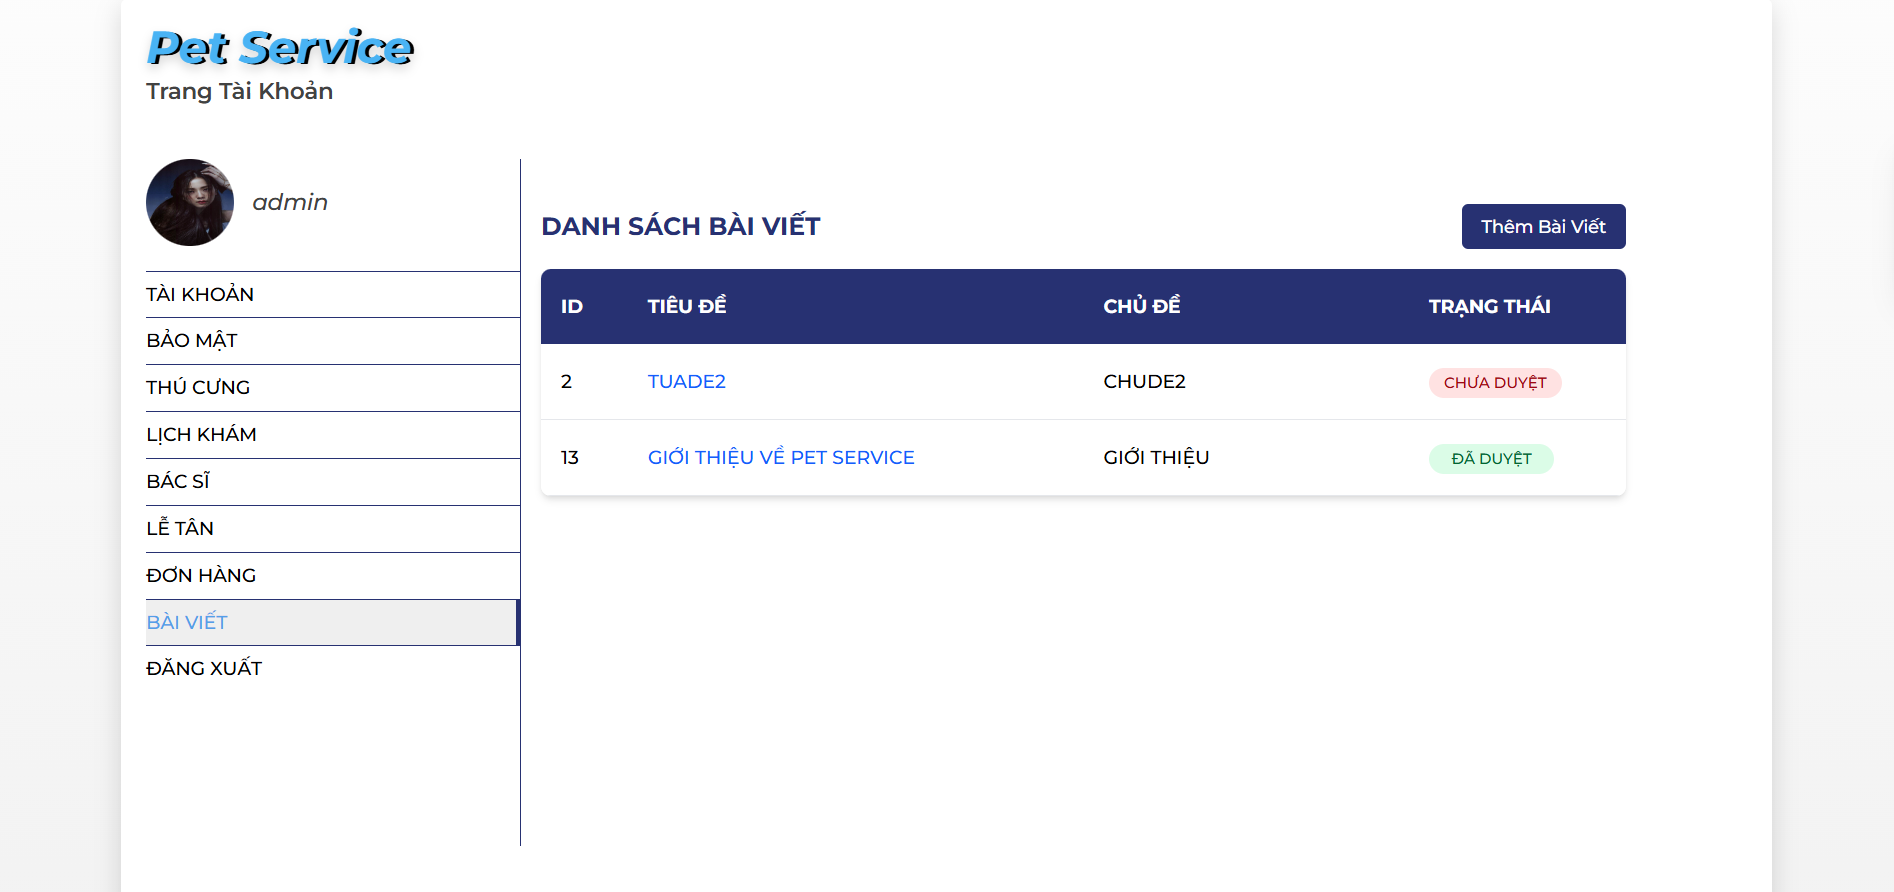 Pet Service
Trang Tài Khoản
admin
TÀI KHOẢN
BẢO MẬT
THÚ CƯNG
LỊCH KHÁM
BÁC SĨ
LỄ TÂN
ĐƠN HÀNG
BÀI VIẾT
ĐĂNG XUẤT
DANH SÁCH BÀI VIẾT
Thêm Bài Viết
ID TIÊU ĐỀ CHỦ ĐỀ TRẠNG THÁI
2 TUADE2 CHUDE2 CHƯA DUYỆT
13 GIỚI THIỆU VỀ PET SERVICE GIỚI THIỆU ĐÃ DUYỆT